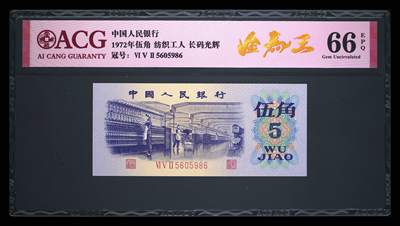 ACG
AI CANG GUARANTY
中国人民银行
1972年伍角 纺织工人 长码光辉
冠号: VI V II 5605986
66 EPQ
Gem Uncirculated
中国人民银行
伍角
5
WU
JIAO
VI V II 5605986